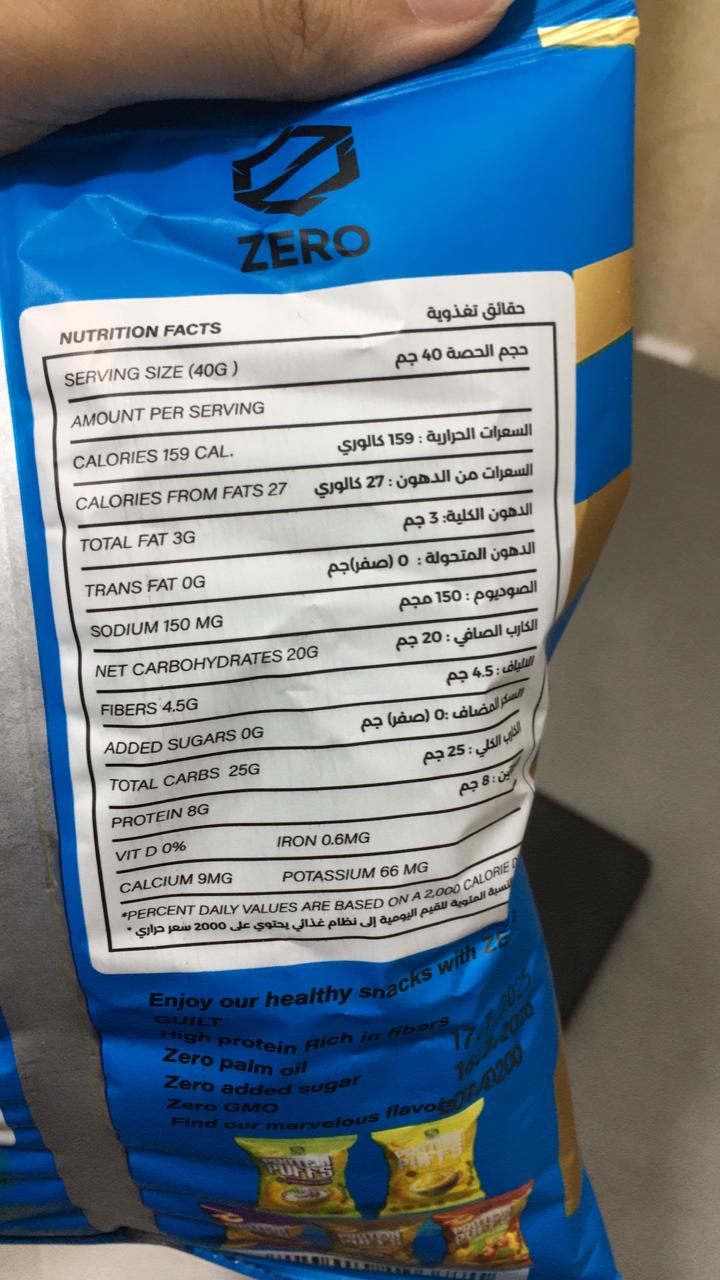 ZERO
NUTRITION FACTS حقائق تغذوية
SERVING SIZE (40G ) حجم الحصة 40 جم
AMOUNT PER SERVING
CALORIES 159 CAL. السعرات الحرارية : 159 كالوري
CALORIES FROM FATS 27 السعرات من الدهون : 27 كالوري
TOTAL FAT 3G الدهون الكلية: 3 جم
TRANS FAT 0G الدهون المتحولة : 0 (صفر)جم
SODIUM 150 MG الصوديوم : 150 مجم
NET CARBOHYDRATES 20G الكارب الصافي : 20 جم
FIBERS 4.5G الالياف : 4.5 جم
ADDED SUGARS 0G السكر المضاف :0 (صفر) جم
TOTAL CARBS 25G الكارب الكلي : 25 جم
PROTEIN 8G : 8 جم
VIT D 0% IRON 0.6MG
CALCIUM 9MG POTASSIUM 66 MG
*PERCENT DAILY VALUES ARE BASED ON A 2,000 CALORIE
المئوية للقيم اليومية إلى نظام غذائي يحتوي على 2000 سعر حراري *
Enjoy our healthy snacks with
GUILT
High protein Rich in fibers
Zero palm oil
Zero added sugar
Zero GMO
Find our marvelous
PUFFS
PUFFS